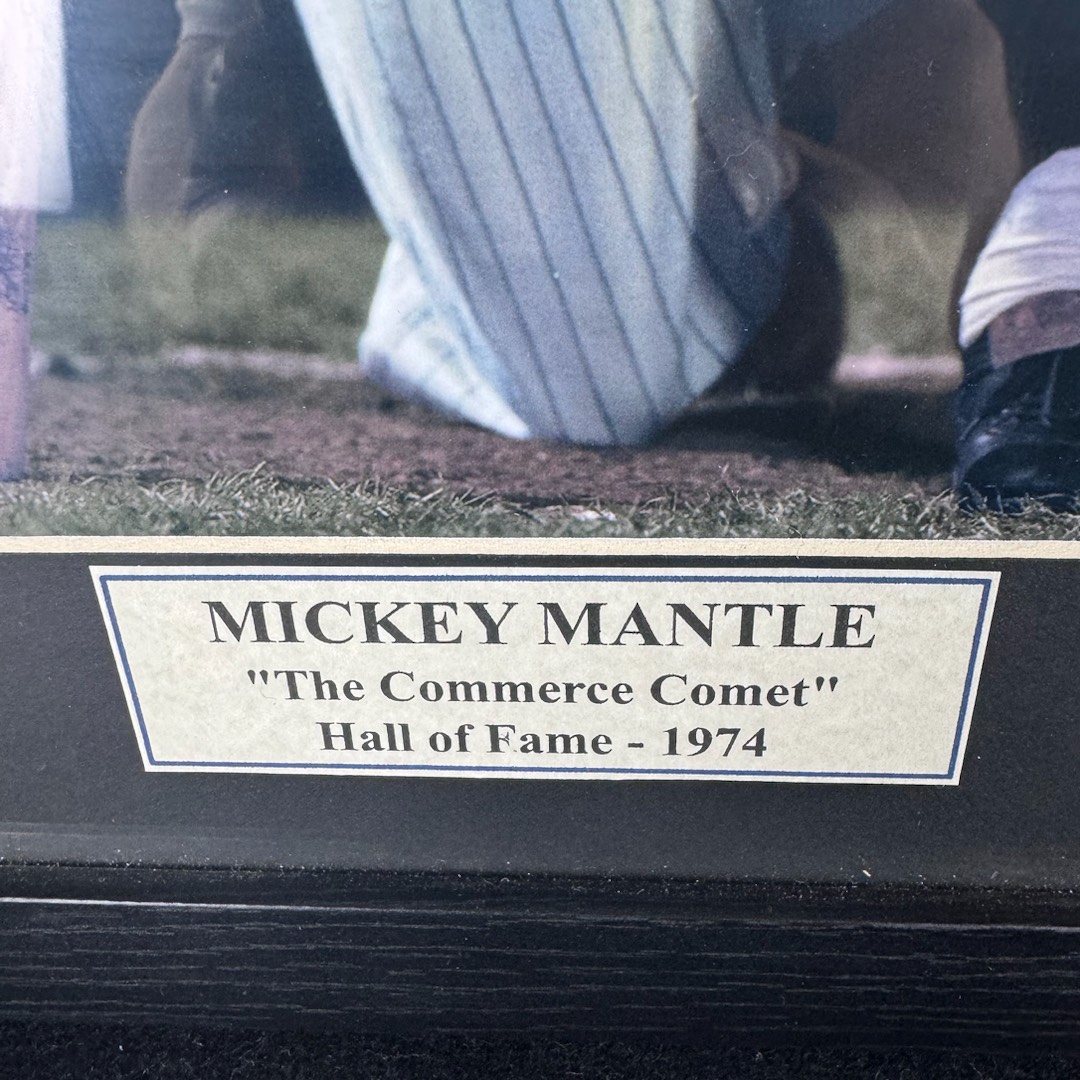 MICKEY MANTLE
"The Commerce Comet"
Hall of Fame - 1974